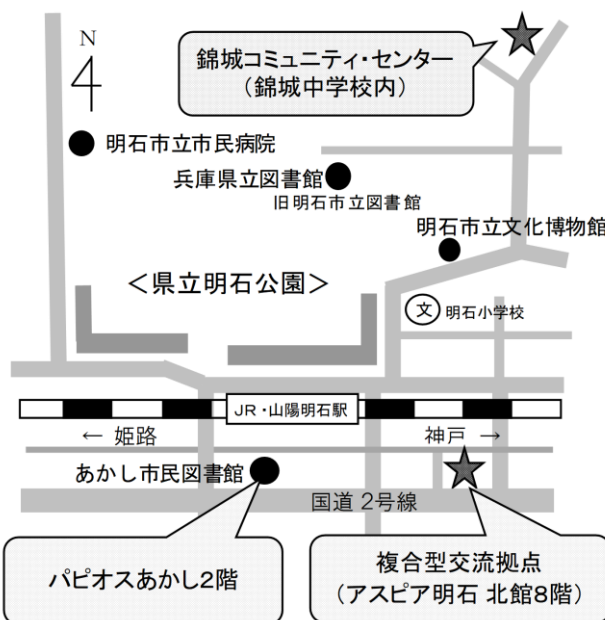 N
錦城コミュニティ・センター
(錦城中学校内)
明石市立市民病院
兵庫県立図書館
旧明石市立図書館
明石市立文化博物館
<県立明石公園>
文 明石小学校
JR・山陽明石駅
← 姫路
神戸 →
あかし市民図書館
国道 2号線
パピオスあかし2階
複合型交流拠点
(アスピア明石 北館8階)